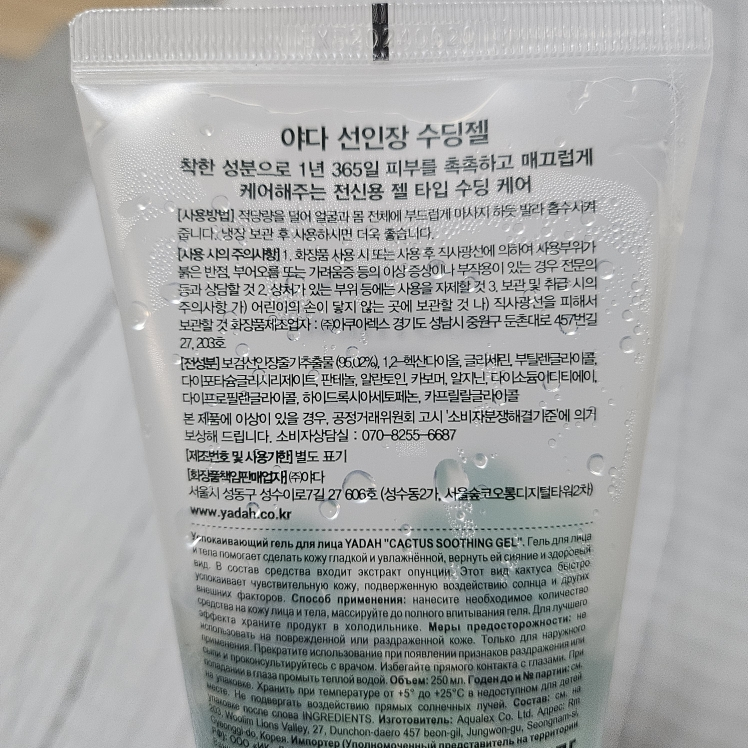 야다 선인장 수딩젤
착한 성분으로 1년 365일 피부를 촉촉하고 매끄럽게
케어해주는 전신용 젤 타입 수딩 케어
[사용방법] 적당량을 덜어 얼굴과 몸 전체에 부드럽게 마사지 하듯 발라 흡수시켜
줍니다. 냉장 보관 후 사용하시면 더욱 좋습니다.
[사용 시의 주의사항] 1. 화장품 사용 시 또는 사용 후 직사광선에 의하여 사용부위가
붉은 반점, 부어오름 또는 가려움증 등의 이상 증상이나 부작용이 있는 경우 전문의
등과 상담할 것 2. 상처가 있는 부위 등에는 사용을 자제할 것 3. 보관 및 취급 시의
주의사항 가) 어린이의 손이 닿지 않는 곳에 보관할 것 나) 직사광선을 피해서
보관할 것 화장품제조업자 : ㈜아쿠아렉스 경기도 성남시 중원구 둔촌대로 457번길
27, 203호
[전성분] 보검선인장줄기추출물 (95.02%), 1,2-헥산다이올, 글리세린, 부틸렌글라이콜,
다이포타슘글리시리제이트, 판테놀, 알란토인, 카보머, 알지닌, 다이소듐이디티에이,
다이프로필렌글라이콜, 하이드록시아세토페논, 카프릴릴글라이콜
본 제품에 이상이 있을 경우, 공정거래위원회 고시 '소비자분쟁해결기준'에 의거
보상해 드립니다. 소비자상담실 : 070-8255-6687
[제조번호 및 사용기한] 별도 표기
[화장품책임판매업자] ㈜야다
서울시 성동구 성수이로7길 27 606호 (성수동2가, 서울숲코오롱디지털타워2차)
www.yadah.co.kr
Успокаивающий гель для лица YADAH "CACTUS SOOTHING GEL". Гель для лица
и тела помогает сделать кожу гладкой и увлажнённой, вернуть ей сияние и здоровый
вид. В состав средства входит экстракт опунции. Этот вид кактуса быстро
успокаивает чувствительную кожу, подверженную воздействию солнца и других
внешних факторов. Способ применения: нанесите необходимое количество
средства на кожу лица и тела, массируйте до полного впитывания геля. Для лучшего
эффекта храните продукт в холодильнике. Меры предосторожности: не
использовать на поврежденной или раздраженной коже. Только для наружного
применения. Прекратите использование при появлении признаков раздражения или
сыпи и проконсультируйтесь с врачом. Избегайте прямого контакта с глазами. При
попадании в глаза промыть теплой водой. Объем: 250 мл. Годен до и № партии: см.
на упаковке. Хранить при температуре от +5° до +25°C в недоступном для детей
месте. Не подвергать воздействию прямых солнечных лучей. Состав: см. на
упаковке после слова INGREDIENTS. Изготовитель: Aqualex Co. Ltd. Адрес: Rm
203, Woolim Lions Valley, 27, Dunchon-daero 457 beon-gil, Jungwon-gu, Seongnam-si,
Gyeonggi-do, Корея. Импортер (Уполномоченный представитель на территории
РФ): ООО